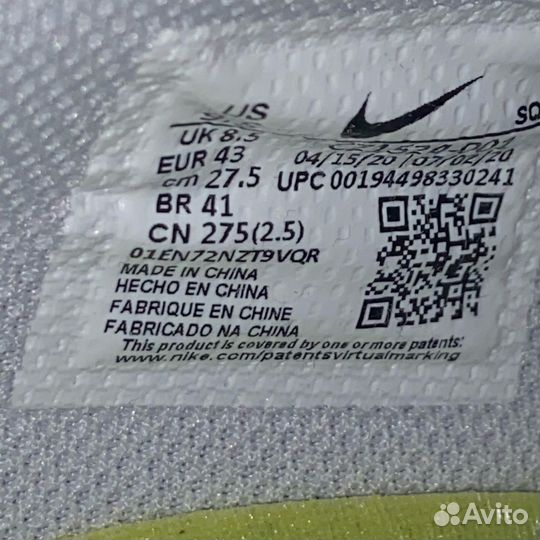 US SQ
UK 8.5
EUR 43 04/15/20 07/02/20
cm 27.5 UPC 00194498330241
BR 41
CN 275(2.5)
01EN72NZT9VQR
MADE IN CHINA
HECHO EN CHINA
FABRIQUE EN CHINE
FABRICADO NA CHINA
This product is covered by one or more patents:
www.nike.com/patentsvirtualmarking
Avito